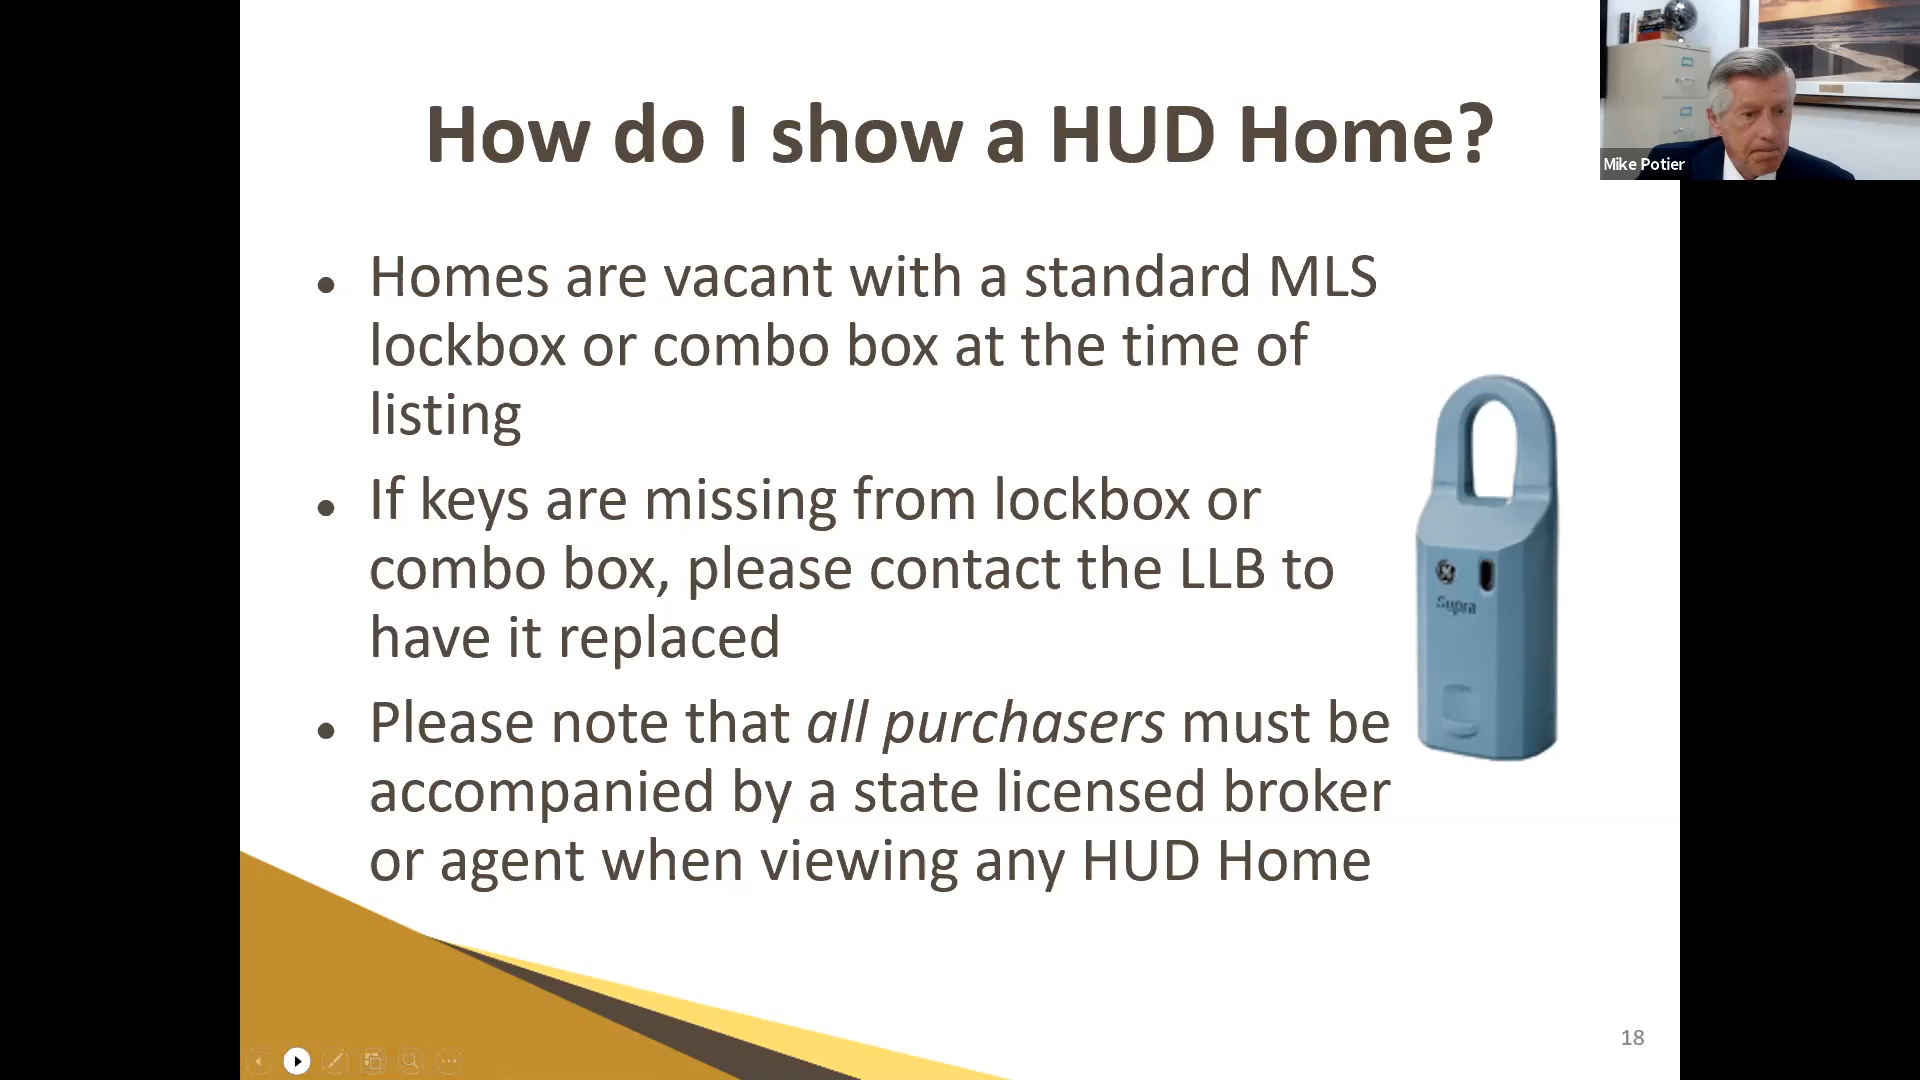 How do I show a HUD Home?
Mike Potier
• Homes are vacant with a standard MLS
lockbox or combo box at the time of
listing
• If keys are missing from lockbox or
combo box, please contact the LLB to
have it replaced
Supra
• Please note that all purchasers must be
accompanied by a state licensed broker
or agent when viewing any HUD Home
18